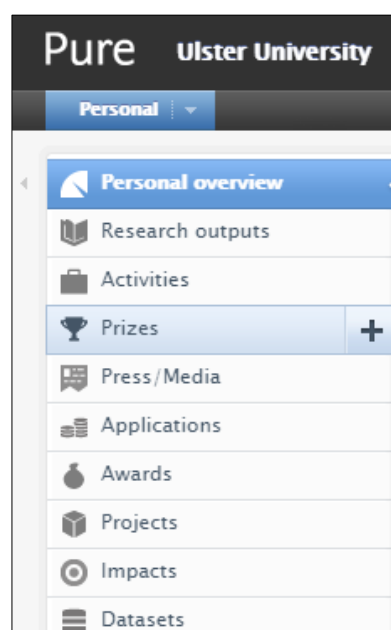 Pure Ulster University
Personal
Personal overview
Research outputs
Activities
Prizes
Press/Media
Applications
Awards
Projects
Impacts
Datasets